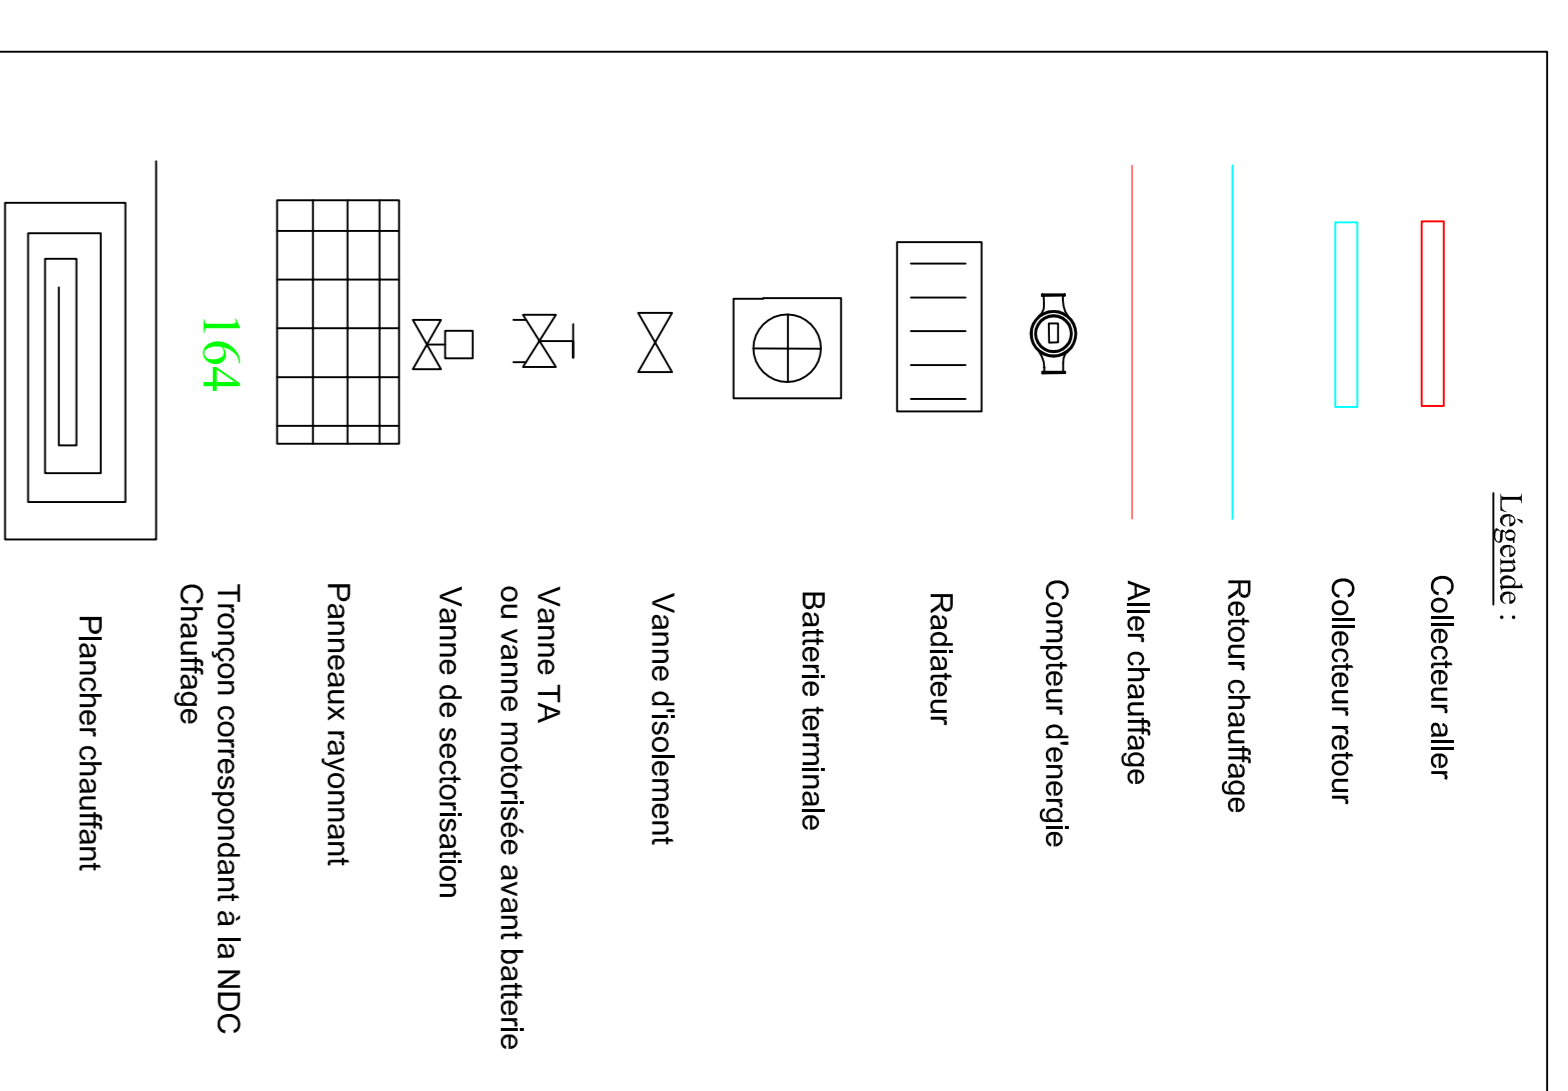 Légende :
Collecteur aller
Collecteur retour
Retour chauffage
Aller chauffage
Compteur d'energie
Radiateur
Batterie terminale
Vanne d'isolement
Vanne TA
ou vanne motorisée avant batterie
Vanne de sectorisation
Panneaux rayonnant
164
Tronçon correspondant à la NDC
Chauffage
Plancher chauffant